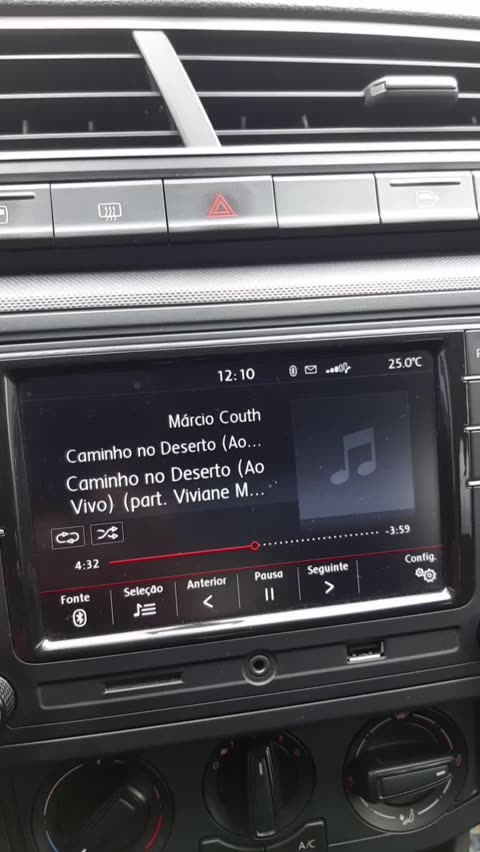 12:10
25.0°C
Márcio Couth
Caminho no Deserto (Ao...
Caminho no Deserto (Ao
Vivo) (part. Viviane M...
4:32
-3:59
Fonte
Seleção
Anterior
Pausa
Seguinte
Config.
A/C